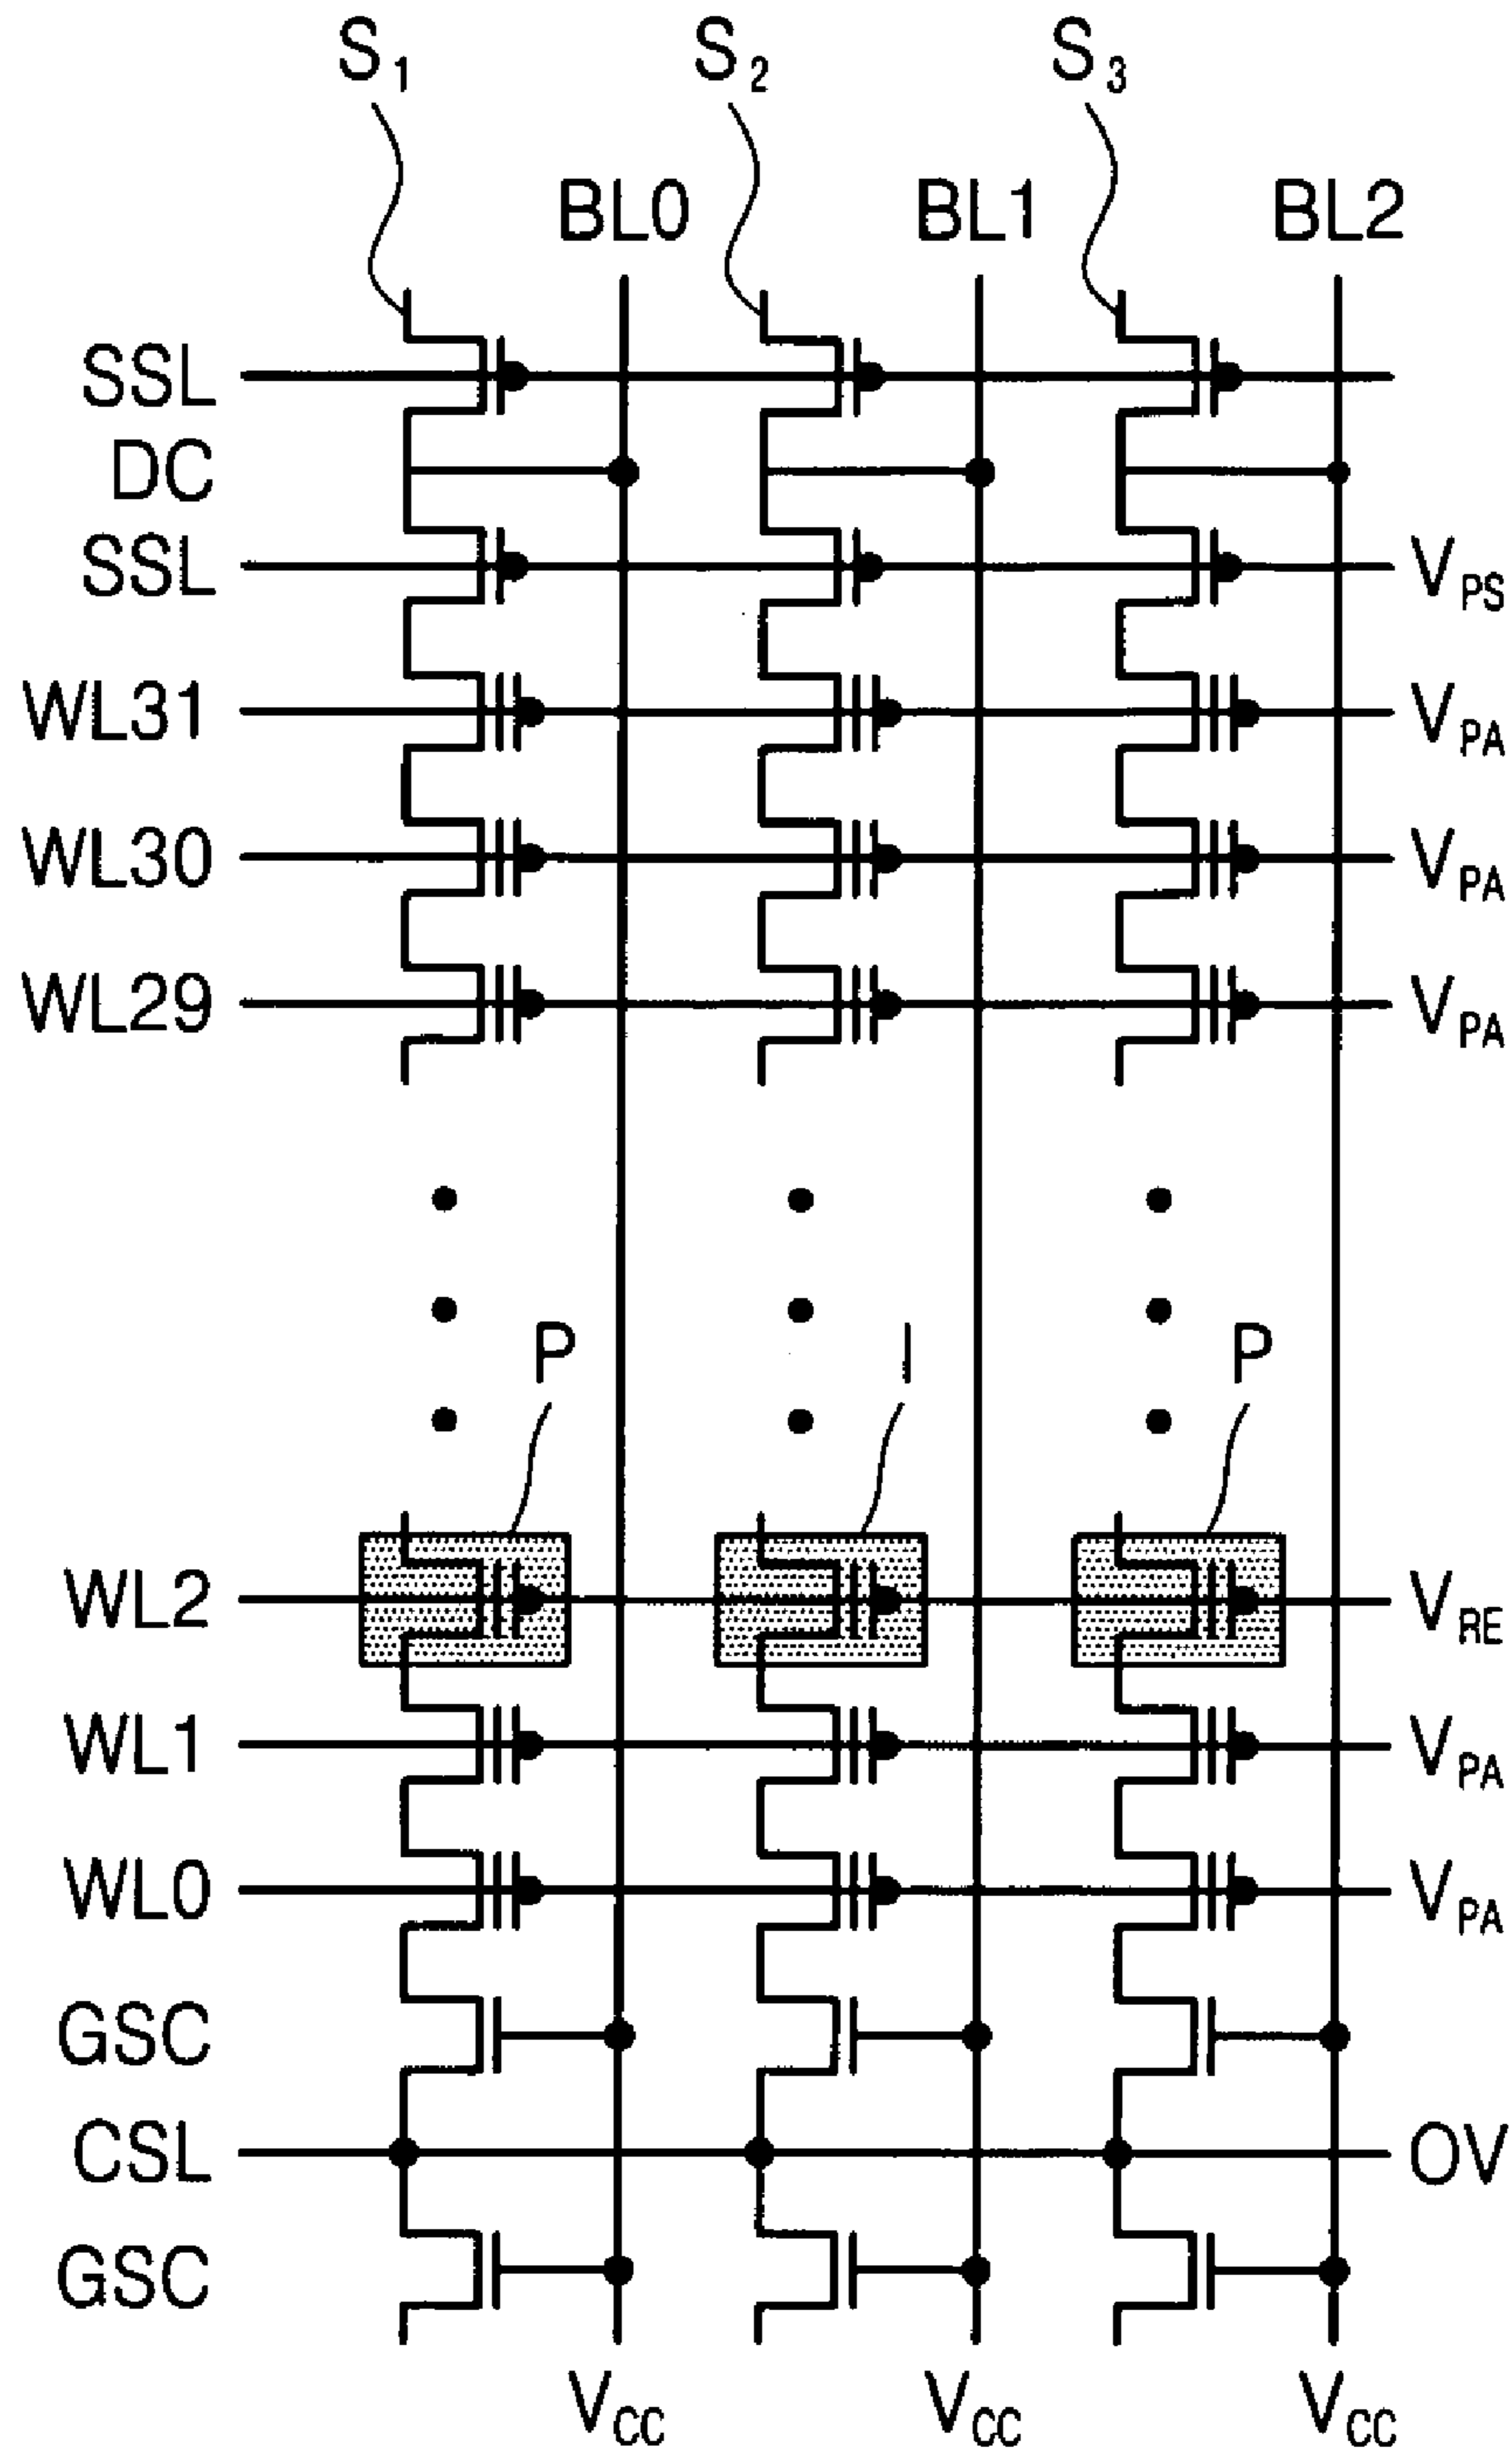 S1 S2 S3
BL0 BL1 BL2
SSL
DC
SSL VPS
WL31 VPA
WL30 VPA
WL29 VPA
P I P
WL2 VRE
WL1 VPA
WL0 VPA
GSC
CSL OV
GSC
VCC VCC VCC